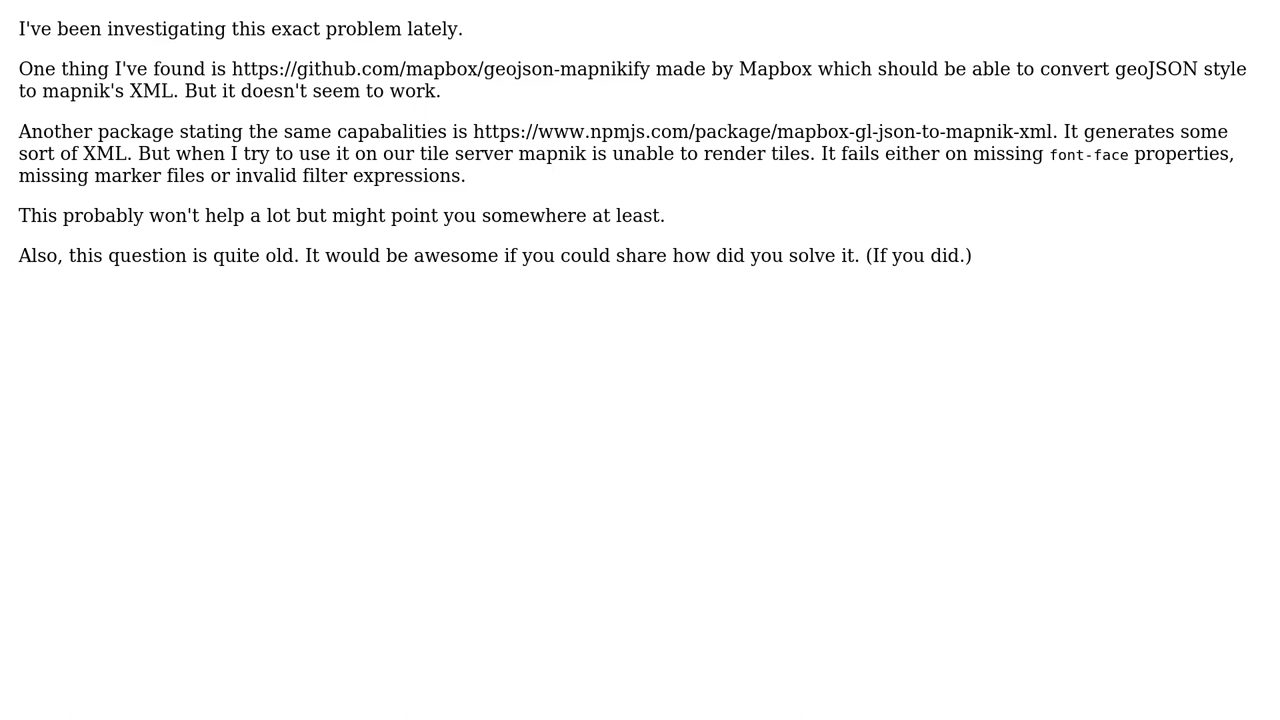 I've been investigating this exact problem lately.
One thing I've found is https://github.com/mapbox/geojson-mapnikify made by Mapbox which should be able to convert geoJSON style
to mapnik's XML. But it doesn't seem to work.
Another package stating the same capabalities is https://www.npmjs.com/package/mapbox-gl-json-to-mapnik-xml. It generates some
sort of XML. But when I try to use it on our tile server mapnik is unable to render tiles. It fails either on missing font-face properties,
missing marker files or invalid filter expressions.
This probably won't help a lot but might point you somewhere at least.
Also, this question is quite old. It would be awesome if you could share how did you solve it. (If you did.)